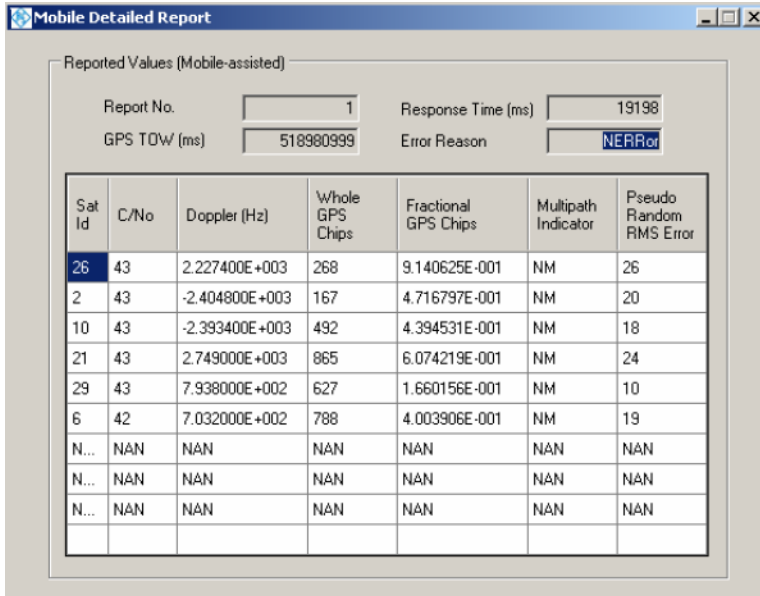 Mobile Detailed Report
Reported Values (Mobile-assisted)
Report No. 1 Response Time (ms) 19198
GPS TOW (ms) 518980999 Error Reason NERRor
Sat Id C/No Doppler (Hz) Whole GPS Chips Fractional GPS Chips Multipath Indicator Pseudo Random RMS Error
26 43 2.227400E+003 268 9.140625E-001 NM 26
2 43 -2.404800E+003 167 4.716797E-001 NM 20
10 43 -2.393400E+003 492 4.394531E-001 NM 18
21 43 2.749000E+003 865 6.074219E-001 NM 24
29 43 7.938000E+002 627 1.660156E-001 NM 10
6 42 7.032000E+002 788 4.003906E-001 NM 19
N... NAN NAN NAN NAN NAN NAN
N... NAN NAN NAN NAN NAN NAN
N... NAN NAN NAN NAN NAN NAN